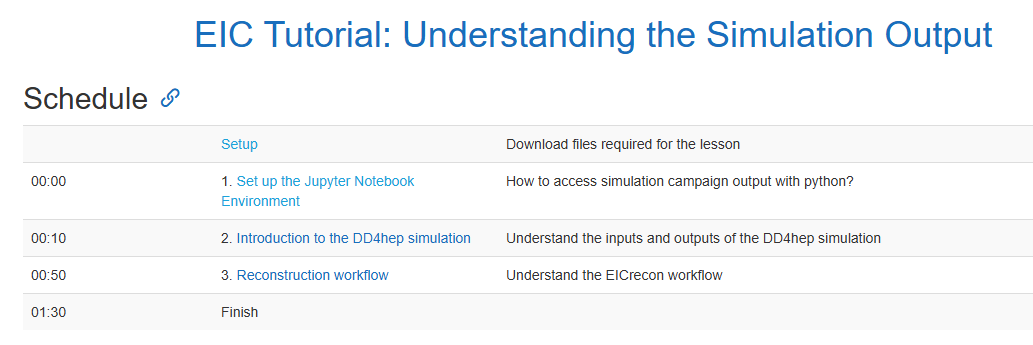 EIC Tutorial: Understanding the Simulation Output
Schedule
Setup Download files required for the lesson
00:00 1. Set up the Jupyter Notebook How to access simulation campaign output with python?
Environment
00:10 2. Introduction to the DD4hep simulation Understand the inputs and outputs of the DD4hep simulation
00:50 3. Reconstruction workflow Understand the EICrecon workflow
01:30 Finish